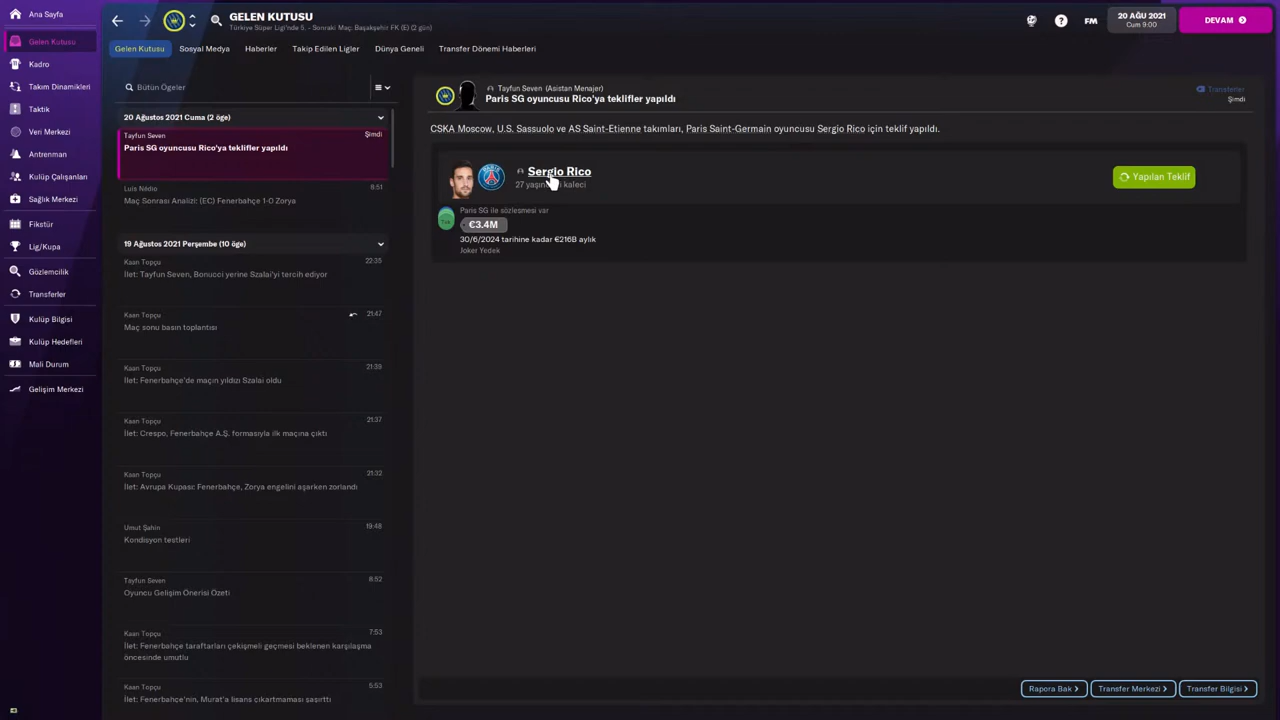 Ana Sayfa
Gelen Kutusu
Kadro
Takım Dinamikleri
Taktik
Veri Merkezi
Antrenman
Kulüp Çalışanları
Sağlık Merkezi
Fikstür
Lig/Kupa
Gözlemcilik
Transferler
Kulüp Bilgisi
Kulüp Hedefleri
Mali Durum
Gelişim Merkezi
GELEN KUTUSU
Türkiye Süper Ligi'nde 5. - Sonraki Maç: Başakşehir FK (E) (2 gün)
FM
20 AĞU 2021
Cum 9:00
DEVAM
Gelen Kutusu
Sosyal Medya
Haberler
Takip Edilen Ligler
Dünya Geneli
Transfer Dönemi Haberleri
Bütün Ögeler
20 Ağustos 2021 Cuma (2 öge)
Tayfun Seven
Şimdi
Paris SG oyuncusu Rico'ya teklifler yapıldı
Luis Nédio
8:51
Maç Sonrası Analizi: (EC) Fenerbahçe 1-0 Zorya
19 Ağustos 2021 Perşembe (10 öge)
Kaan Topçu
22:35
İlet: Tayfun Seven, Bonucci yerine Szalai'yi tercih ediyor
Kaan Topçu
21:47
Maç sonu basın toplantısı
Kaan Topçu
21:39
İlet: Fenerbahçe'de maçın yıldızı Szalai oldu
Kaan Topçu
21:37
İlet: Crespo, Fenerbahçe A.Ş. formasıyla ilk maçına çıktı
Kaan Topçu
21:32
İlet: Avrupa Kupası: Fenerbahçe, Zorya engelini aşarken zorlandı
Umut Şahin
19:48
Kondisyon testleri
Tayfun Seven
8:52
Oyuncu Gelişim Önerisi Özeti
Kaan Topçu
7:53
İlet: Fenerbahçe taraftarları çekişmeli geçmesi beklenen karşılaşma
öncesinde umutlu
Kaan Topçu
5:53
İlet: Fenerbahçe'nin, Murat'a lisans çıkartmaması şaşırttı
Tayfun Seven (Asistan Menajer)
Paris SG oyuncusu Rico'ya teklifler yapıldı
Transferler
Şimdi
CSKA Moscow, U.S. Sassuolo ve AS Saint-Etienne takımları, Paris Saint-Germain oyuncusu Sergio Rico için teklif yapıldı.
Sergio Rico
Yapılan Teklif
Paris SG ile sözleşmesi var
€3.4M
30/6/2024 tarihine kadar €216B aylık
Joker Yedek
Rapora Bak
Transfer Merkezi
Transfer Bilgisi